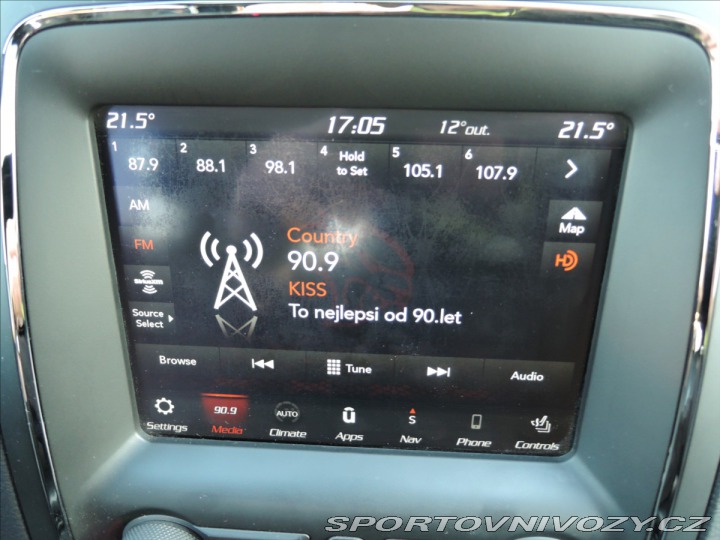 21.5° 17:05 12°out. 21.5°
1 87.9 2 88.1 3 98.1 4 Hold to Set 5 105.1 6 107.9
AM
Map
FM
Country
HD
90.9
KISS
SiriusXM
To nejlepsi od 90.let
Source
Select
Browse Tune Audio
90.9 AUTO S
Settings Media Climate Apps Nav Phone Controls
SPORTOVNIVOZY.CZ